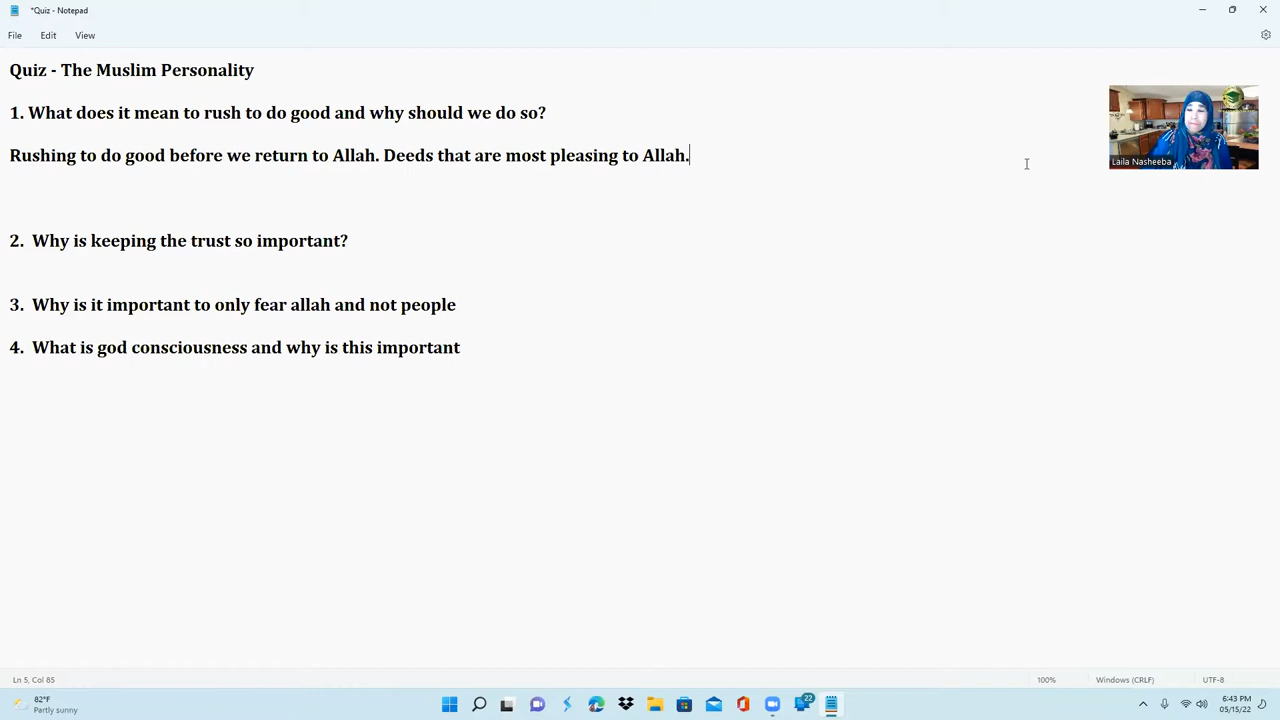 *Quiz - Notepad
File Edit View
Quiz - The Muslim Personality
1. What does it mean to rush to do good and why should we do so?
Rushing to do good before we return to Allah. Deeds that are most pleasing to Allah.
Laila Nasheeba
2. Why is keeping the trust so important?
3. Why is it important to only fear allah and not people
4. What is god consciousness and why is this important
Ln 5, Col 85 100% Windows (CRLF) UTF-8
82°F
Partly sunny
22
6:43 PM
05/15/22